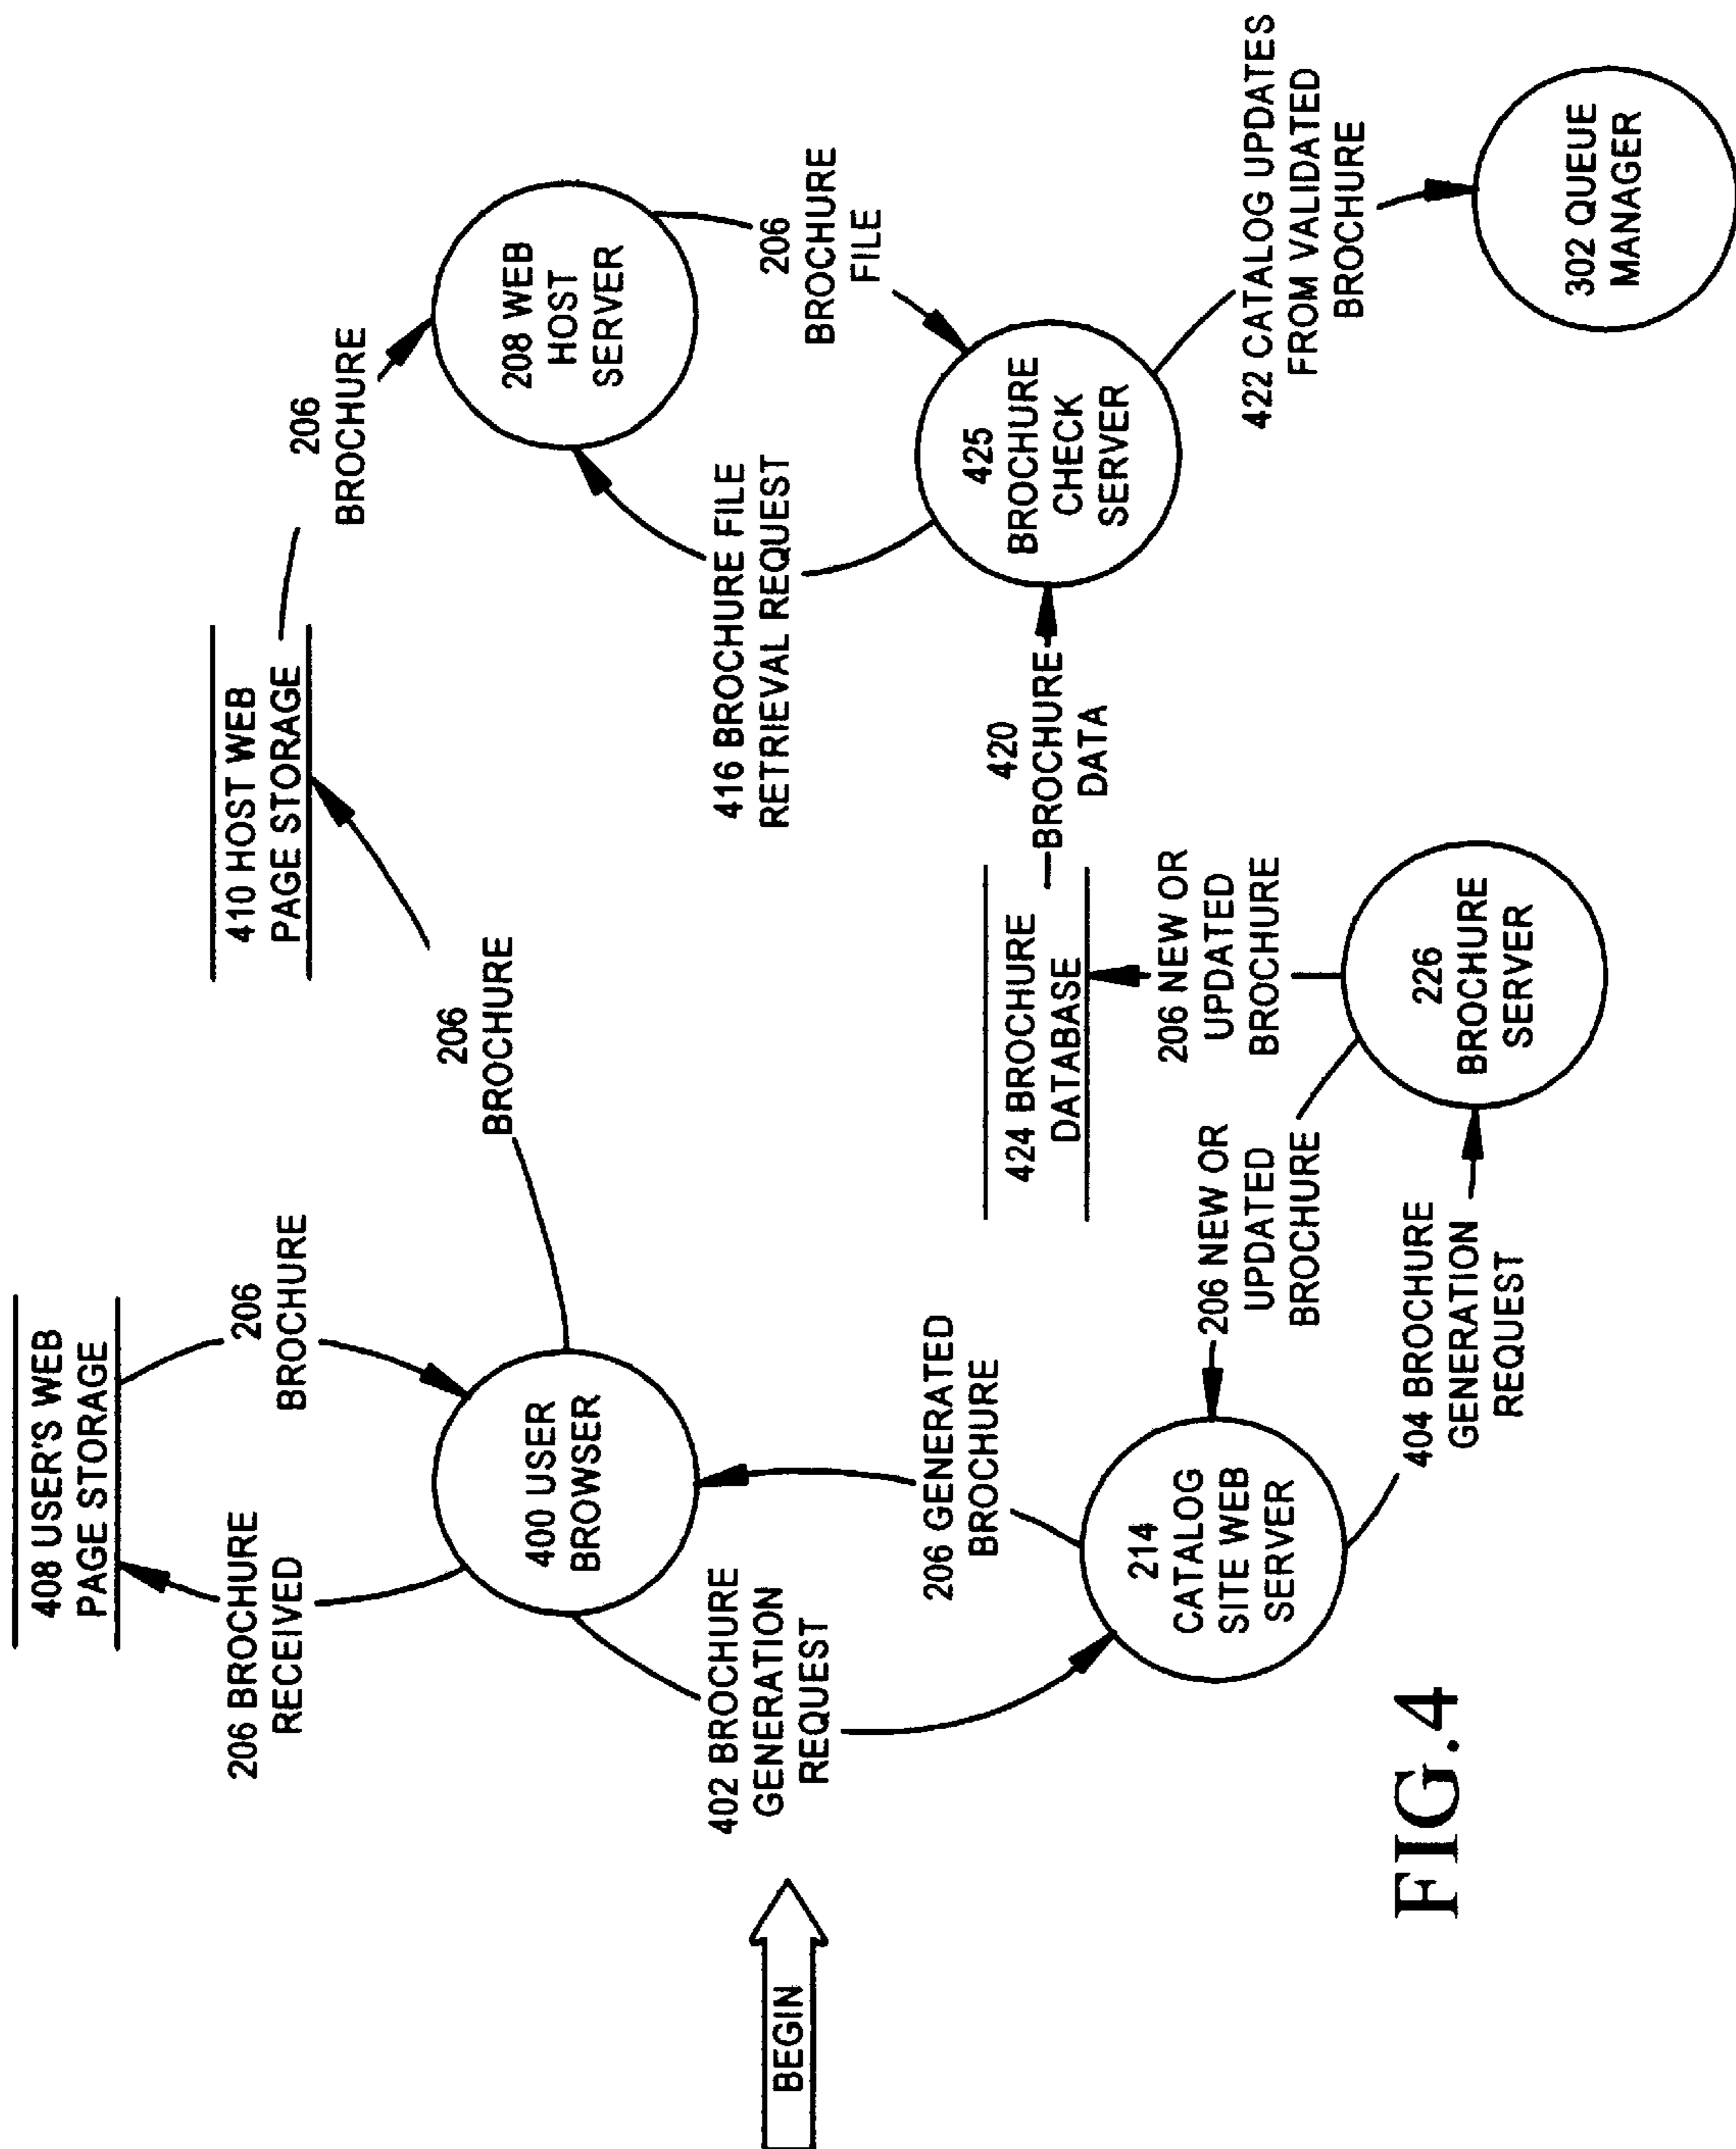 BEGIN
408 USER'S WEB
PAGE STORAGE
206 BROCHURE
RECEIVED
206
BROCHURE
400 USER
BROWSER
402 BROCHURE
GENERATION
REQUEST
206 GENERATED
BROCHURE
214
CATALOG
SITE WEB
SERVER
404 BROCHURE
GENERATION
REQUEST
206 NEW OR
UPDATED
BROCHURE
226
BROCHURE
SERVER
206 NEW OR
UPDATED
BROCHURE
424 BROCHURE
DATABASE
420
BROCHURE
DATA
206
BROCHURE
410 HOST WEB
PAGE STORAGE
206
BROCHURE
208 WEB
HOST
SERVER
416 BROCHURE FILE
RETRIEVAL REQUEST
206
BROCHURE
FILE
425
BROCHURE
CHECK
SERVER
422 CATALOG UPDATES
FROM VALIDATED
BROCHURE
302 QUEUE
MANAGER
FIG.4